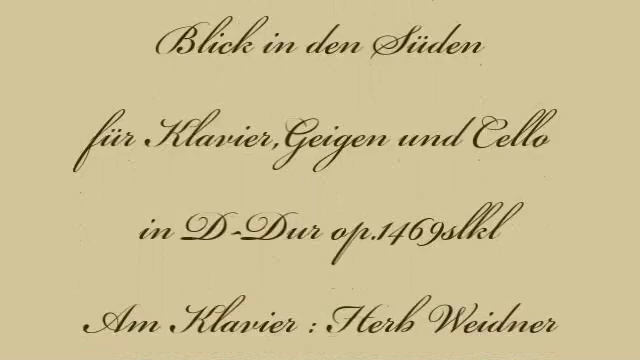 Blick in den Süden
für Klavier,Geigen und Cello
in D-Dur op.1469slkl
Am Klavier : Herb Weidner